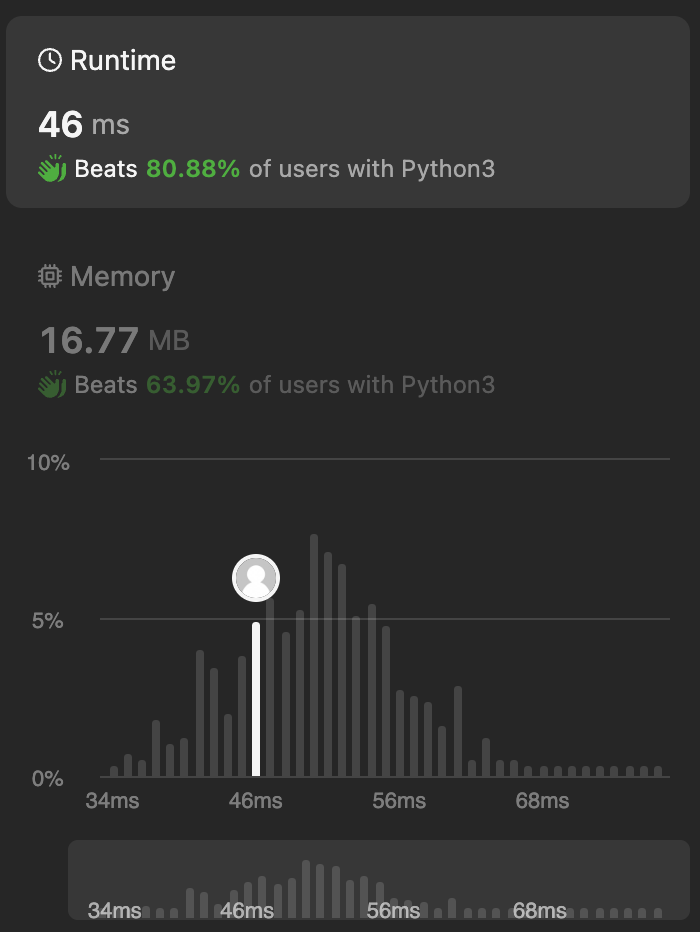 Runtime
46 ms
Beats 80.88% of users with Python3
Memory
16.77 MB
Beats 63.97% of users with Python3
10%
5%
0%
34ms 46ms 56ms 68ms
34ms 46ms 56ms 68ms